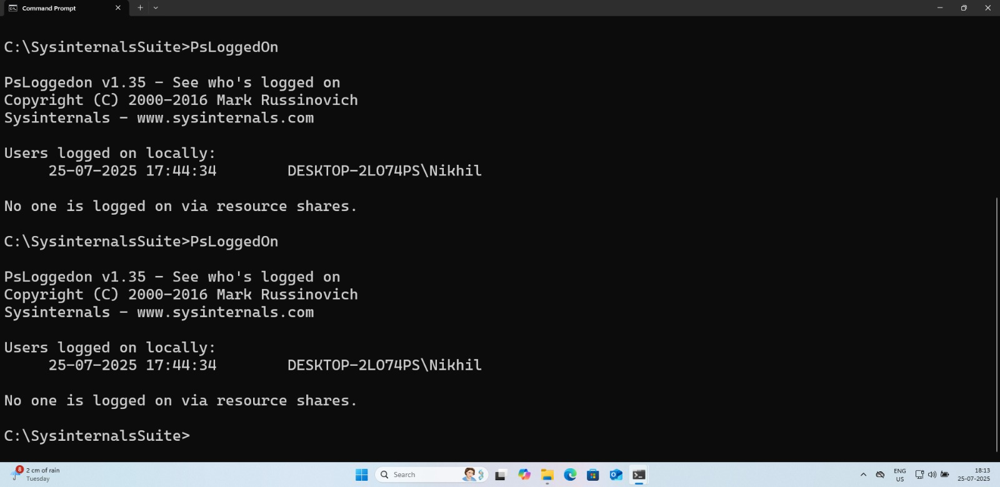 Command Prompt
C:\SysinternalsSuite>PsLoggedOn
PsLoggedon v1.35 - See who's logged on
Copyright (C) 2000-2016 Mark Russinovich
Sysinternals - www.sysinternals.com
Users logged on locally:
25-07-2025 17:44:34 DESKTOP-2LO74PS\Nikhil
No one is logged on via resource shares.
C:\SysinternalsSuite>PsLoggedOn
PsLoggedon v1.35 - See who's logged on
Copyright (C) 2000-2016 Mark Russinovich
Sysinternals - www.sysinternals.com
Users logged on locally:
25-07-2025 17:44:34 DESKTOP-2LO74PS\Nikhil
No one is logged on via resource shares.
C:\SysinternalsSuite>
8 2 cm of rain
Tuesday
Search
ENG
US
18:13
25-07-2025